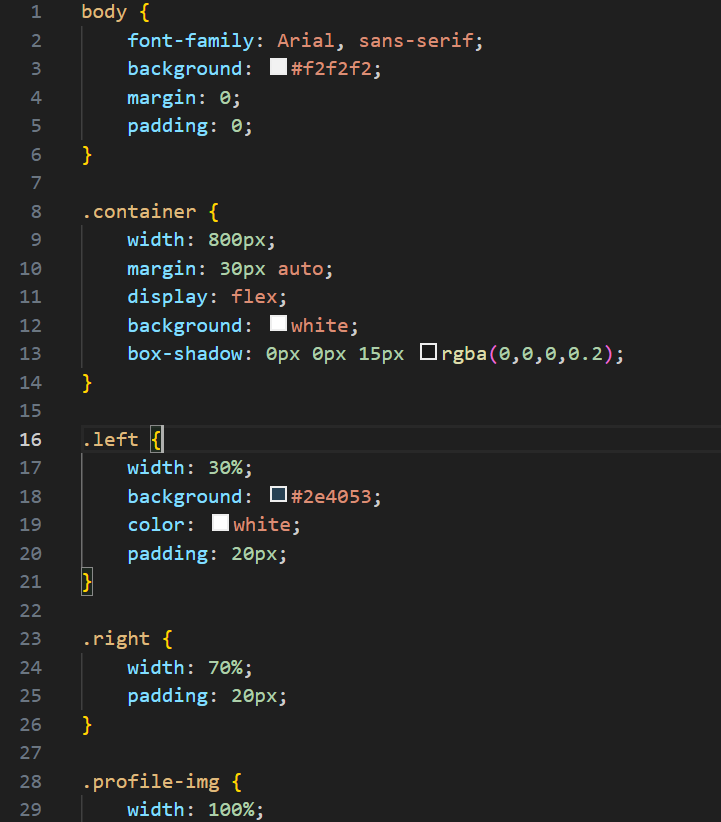 1 body {
2     font-family: Arial, sans-serif;
3     background: #f2f2f2;
4     margin: 0;
5     padding: 0;
6 }
7
8 .container {
9     width: 800px;
10     margin: 30px auto;
11     display: flex;
12     background: white;
13     box-shadow: 0px 0px 15px rgba(0,0,0,0.2);
14 }
15
16 .left {
17     width: 30%;
18     background: #2e4053;
19     color: white;
20     padding: 20px;
21 }
22
23 .right {
24     width: 70%;
25     padding: 20px;
26 }
27
28 .profile-img {
29     width: 100%;